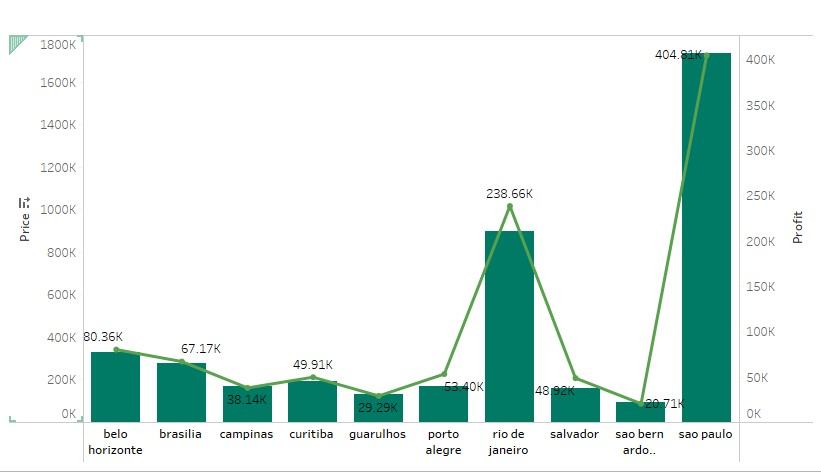 1800K
1600K
1400K
1200K
1000K
800K
600K
400K
200K
0K
Price
404.81K
238.66K
80.36K
67.17K
49.91K
38.14K
29.29K
53.40K
48.92K
20.71K
400K
350K
300K
250K
200K
150K
100K
50K
0K
Profit
belo
horizonte
brasilia
campinas
curitiba
guarulhos
porto
alegre
rio de
janeiro
salvador
sao bern
ardo..
sao paulo